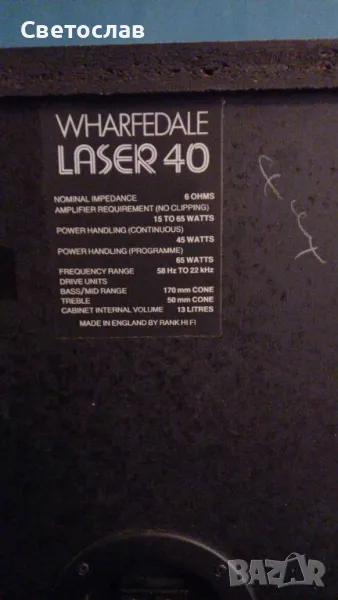 Светослав
WHARFEDALE
LASER 40
NOMINAL IMPEDANCE 6 OHMS
AMPLIFIER REQUIREMENT (NO CLIPPING)
15 TO 65 WATTS
POWER HANDLING (CONTINUOUS)
45 WATTS
POWER HANDLING (PROGRAMME)
65 WATTS
FREQUENCY RANGE 58 Hz TO 22 kHz
DRIVE UNITS
BASS/MID RANGE 170 mm CONE
TREBLE 50 mm CONE
CABINET INTERNAL VOLUME 13 LITRES
MADE IN ENGLAND BY RANK HI FI
BAZAR